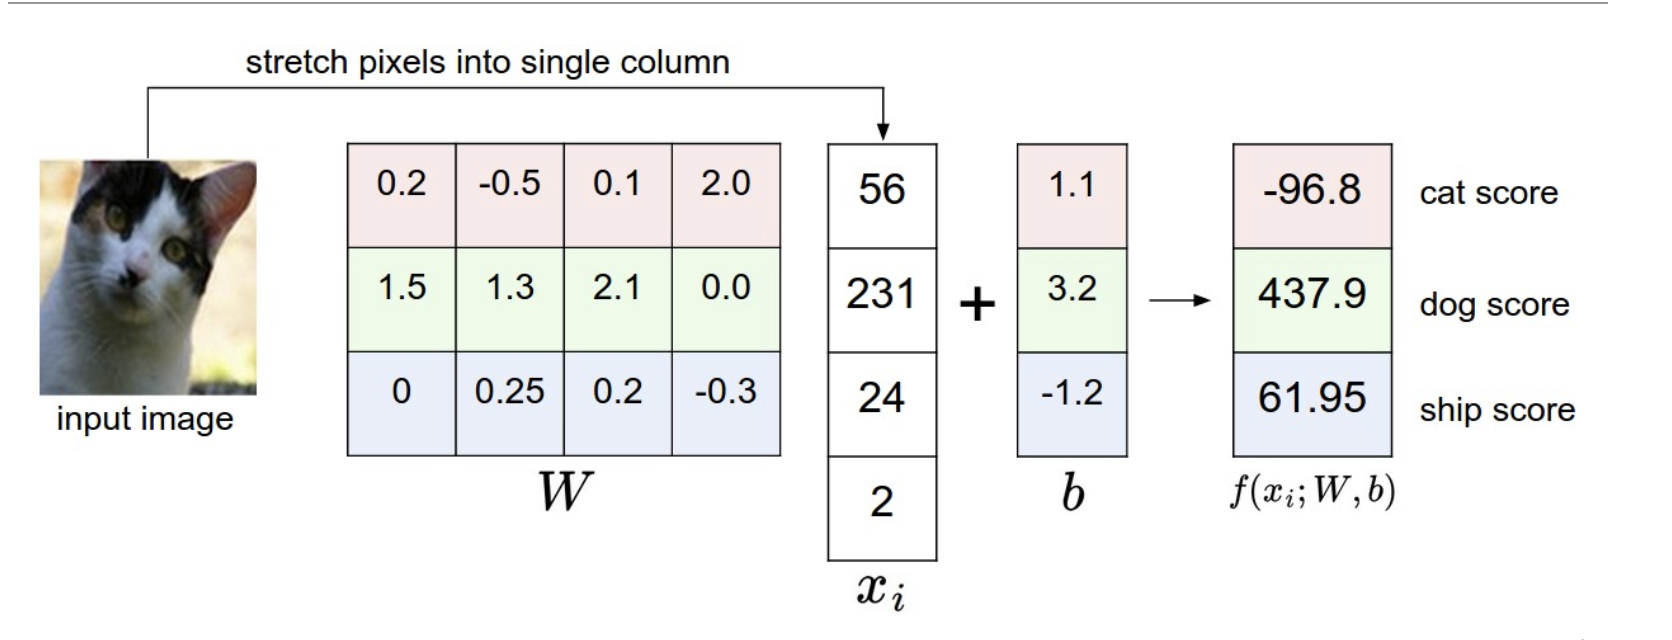 stretch pixels into single column
0.2 -0.5 0.1 2.0
1.5 1.3 2.1 0.0
0 0.25 0.2 -0.3
W
56
231
24
2
xᵢ
+
1.1
3.2
-1.2
b
-96.8 cat score
437.9 dog score
61.95 ship score
f(xᵢ; W, b)
input image